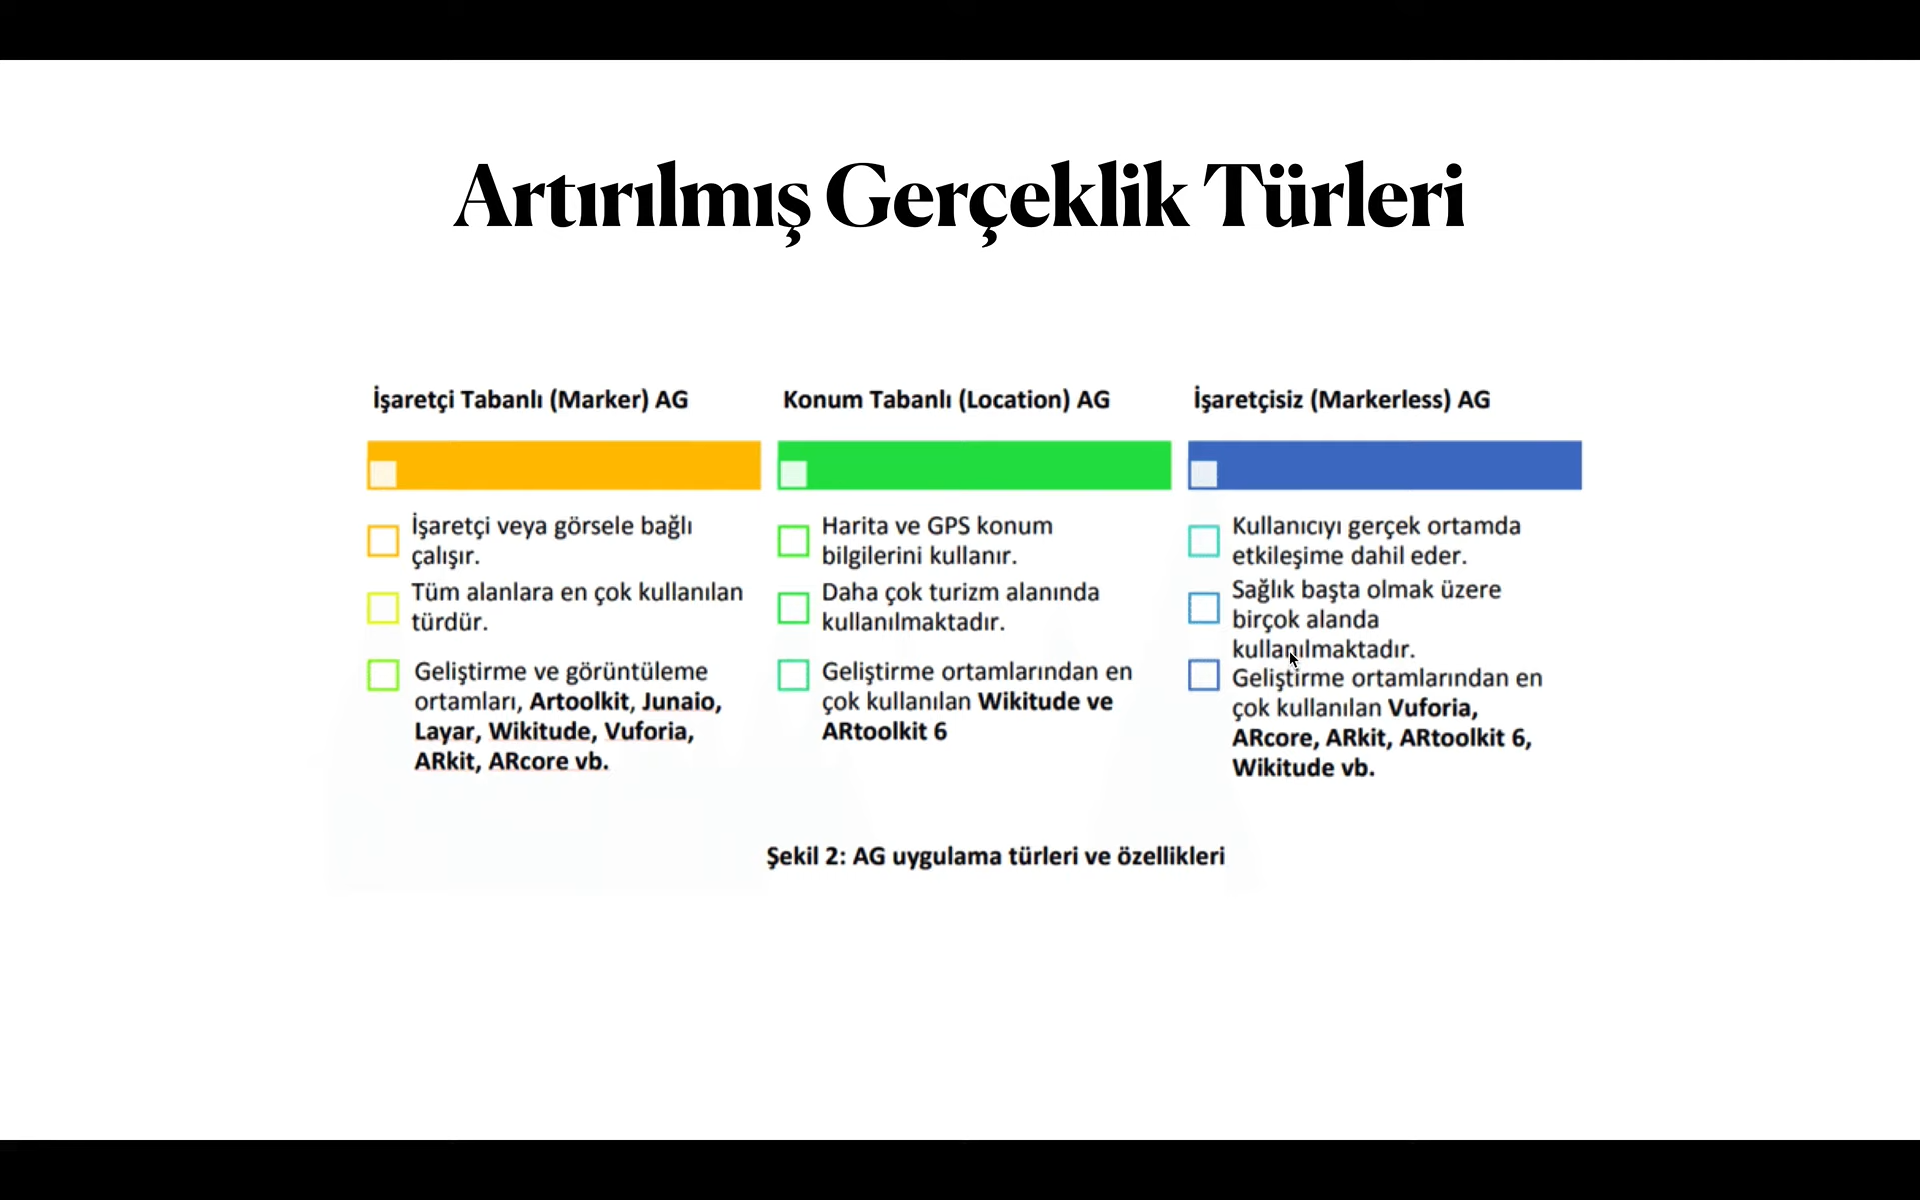 Artırılmış Gerçeklik Türleri
İşaretçi Tabanlı (Marker) AG
İşaretçi veya görsele bağlı
çalışır.
Tüm alanlara en çok kullanılan
türdür.
Geliştirme ve görüntüleme
ortamları, Artoolkit, Junaio,
Layar, Wikitude, Vuforia,
ARkit, ARcore vb.
Konum Tabanlı (Location) AG
Harita ve GPS konum
bilgilerini kullanır.
Daha çok turizm alanında
kullanılmaktadır.
Geliştirme ortamlarından en
çok kullanılan Wikitude ve
ARtoolkit 6
İşaretçisiz (Markerless) AG
Kullanıcıyı gerçek ortamda
etkileşime dahil eder.
Sağlık başta olmak üzere
birçok alanda
kullanılmaktadır.
Geliştirme ortamlarından en
çok kullanılan Vuforia,
ARcore, ARkit, ARtoolkit 6,
Wikitude vb.
Şekil 2: AG uygulama türleri ve özellikleri